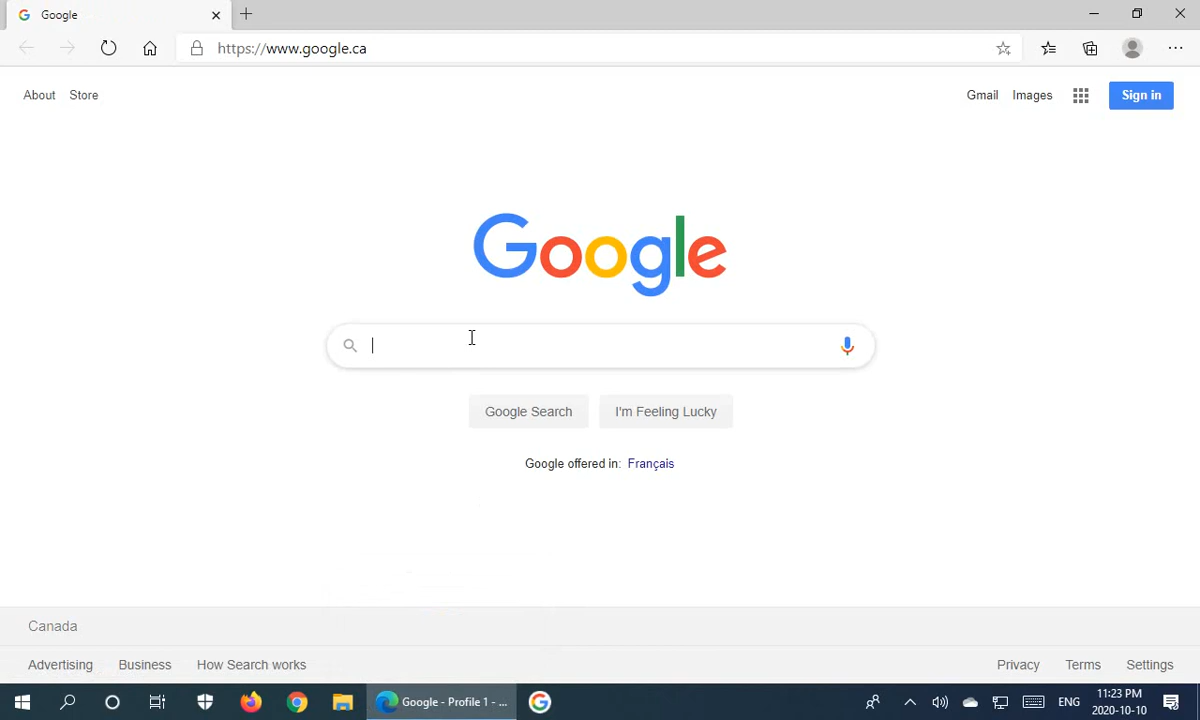 Google
https://www.google.ca
About Store
Gmail Images Sign in
Google
Google Search I'm Feeling Lucky
Google offered in: Français
Canada
Advertising Business How Search works
Privacy Terms Settings
Google - Profile 1 - ...
ENG
11:23 PM
2020-10-10